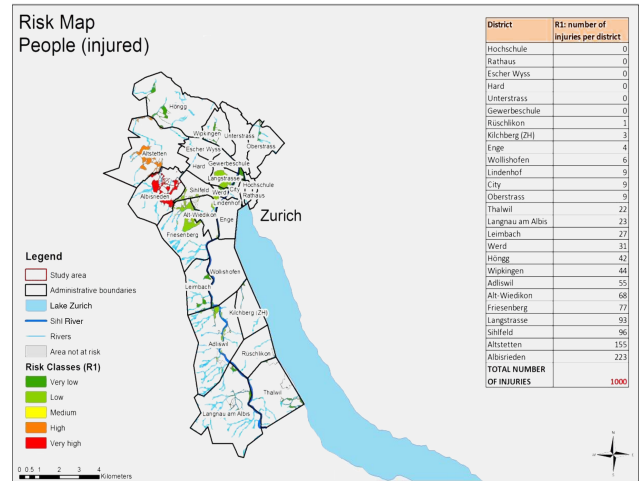 Risk Map
People (injured)
Höngg
Wipkingen
Unterstrass
Oberstrass
Escher Wyss
Altstetten
Gewerbeschule
Hard
Langstrasse
Hochschule
City
Rathaus
Albisrieden
Sihlfeld
Werd
Lindenhof
Alt-Wiedikon
Enge
Zurich
Friesenberg
Wollishofen
Leimbach
Kilchberg (ZH)
Adliswil
Rüschlikon
Thalwil
Langnau am Albis
Legend
Study area
Administrative boundaries
Lake Zurich
Sihl River
Rivers
Area not at risk
Risk Classes (R1)
Very low
Low
Medium
High
Very high
0 0.5 1 2 3 4
Kilometers
District R1: number of
injuries per district
Hochschule 0
Rathaus 0
Escher Wyss 0
Hard 0
Unterstrass 0
Gewerbeschule 0
Rüschlikon 1
Kilchberg (ZH) 3
Enge 4
Wollishofen 6
Lindenhof 9
City 9
Oberstrass 9
Thalwil 22
Langnau am Albis 23
Leimbach 27
Werd 31
Höngg 42
Wipkingen 44
Adliswil 55
Alt-Wiedikon 68
Friesenberg 77
Langstrasse 93
Sihlfeld 96
Altstetten 155
Albisrieden 223
TOTAL NUMBER
OF INJURIES 1000